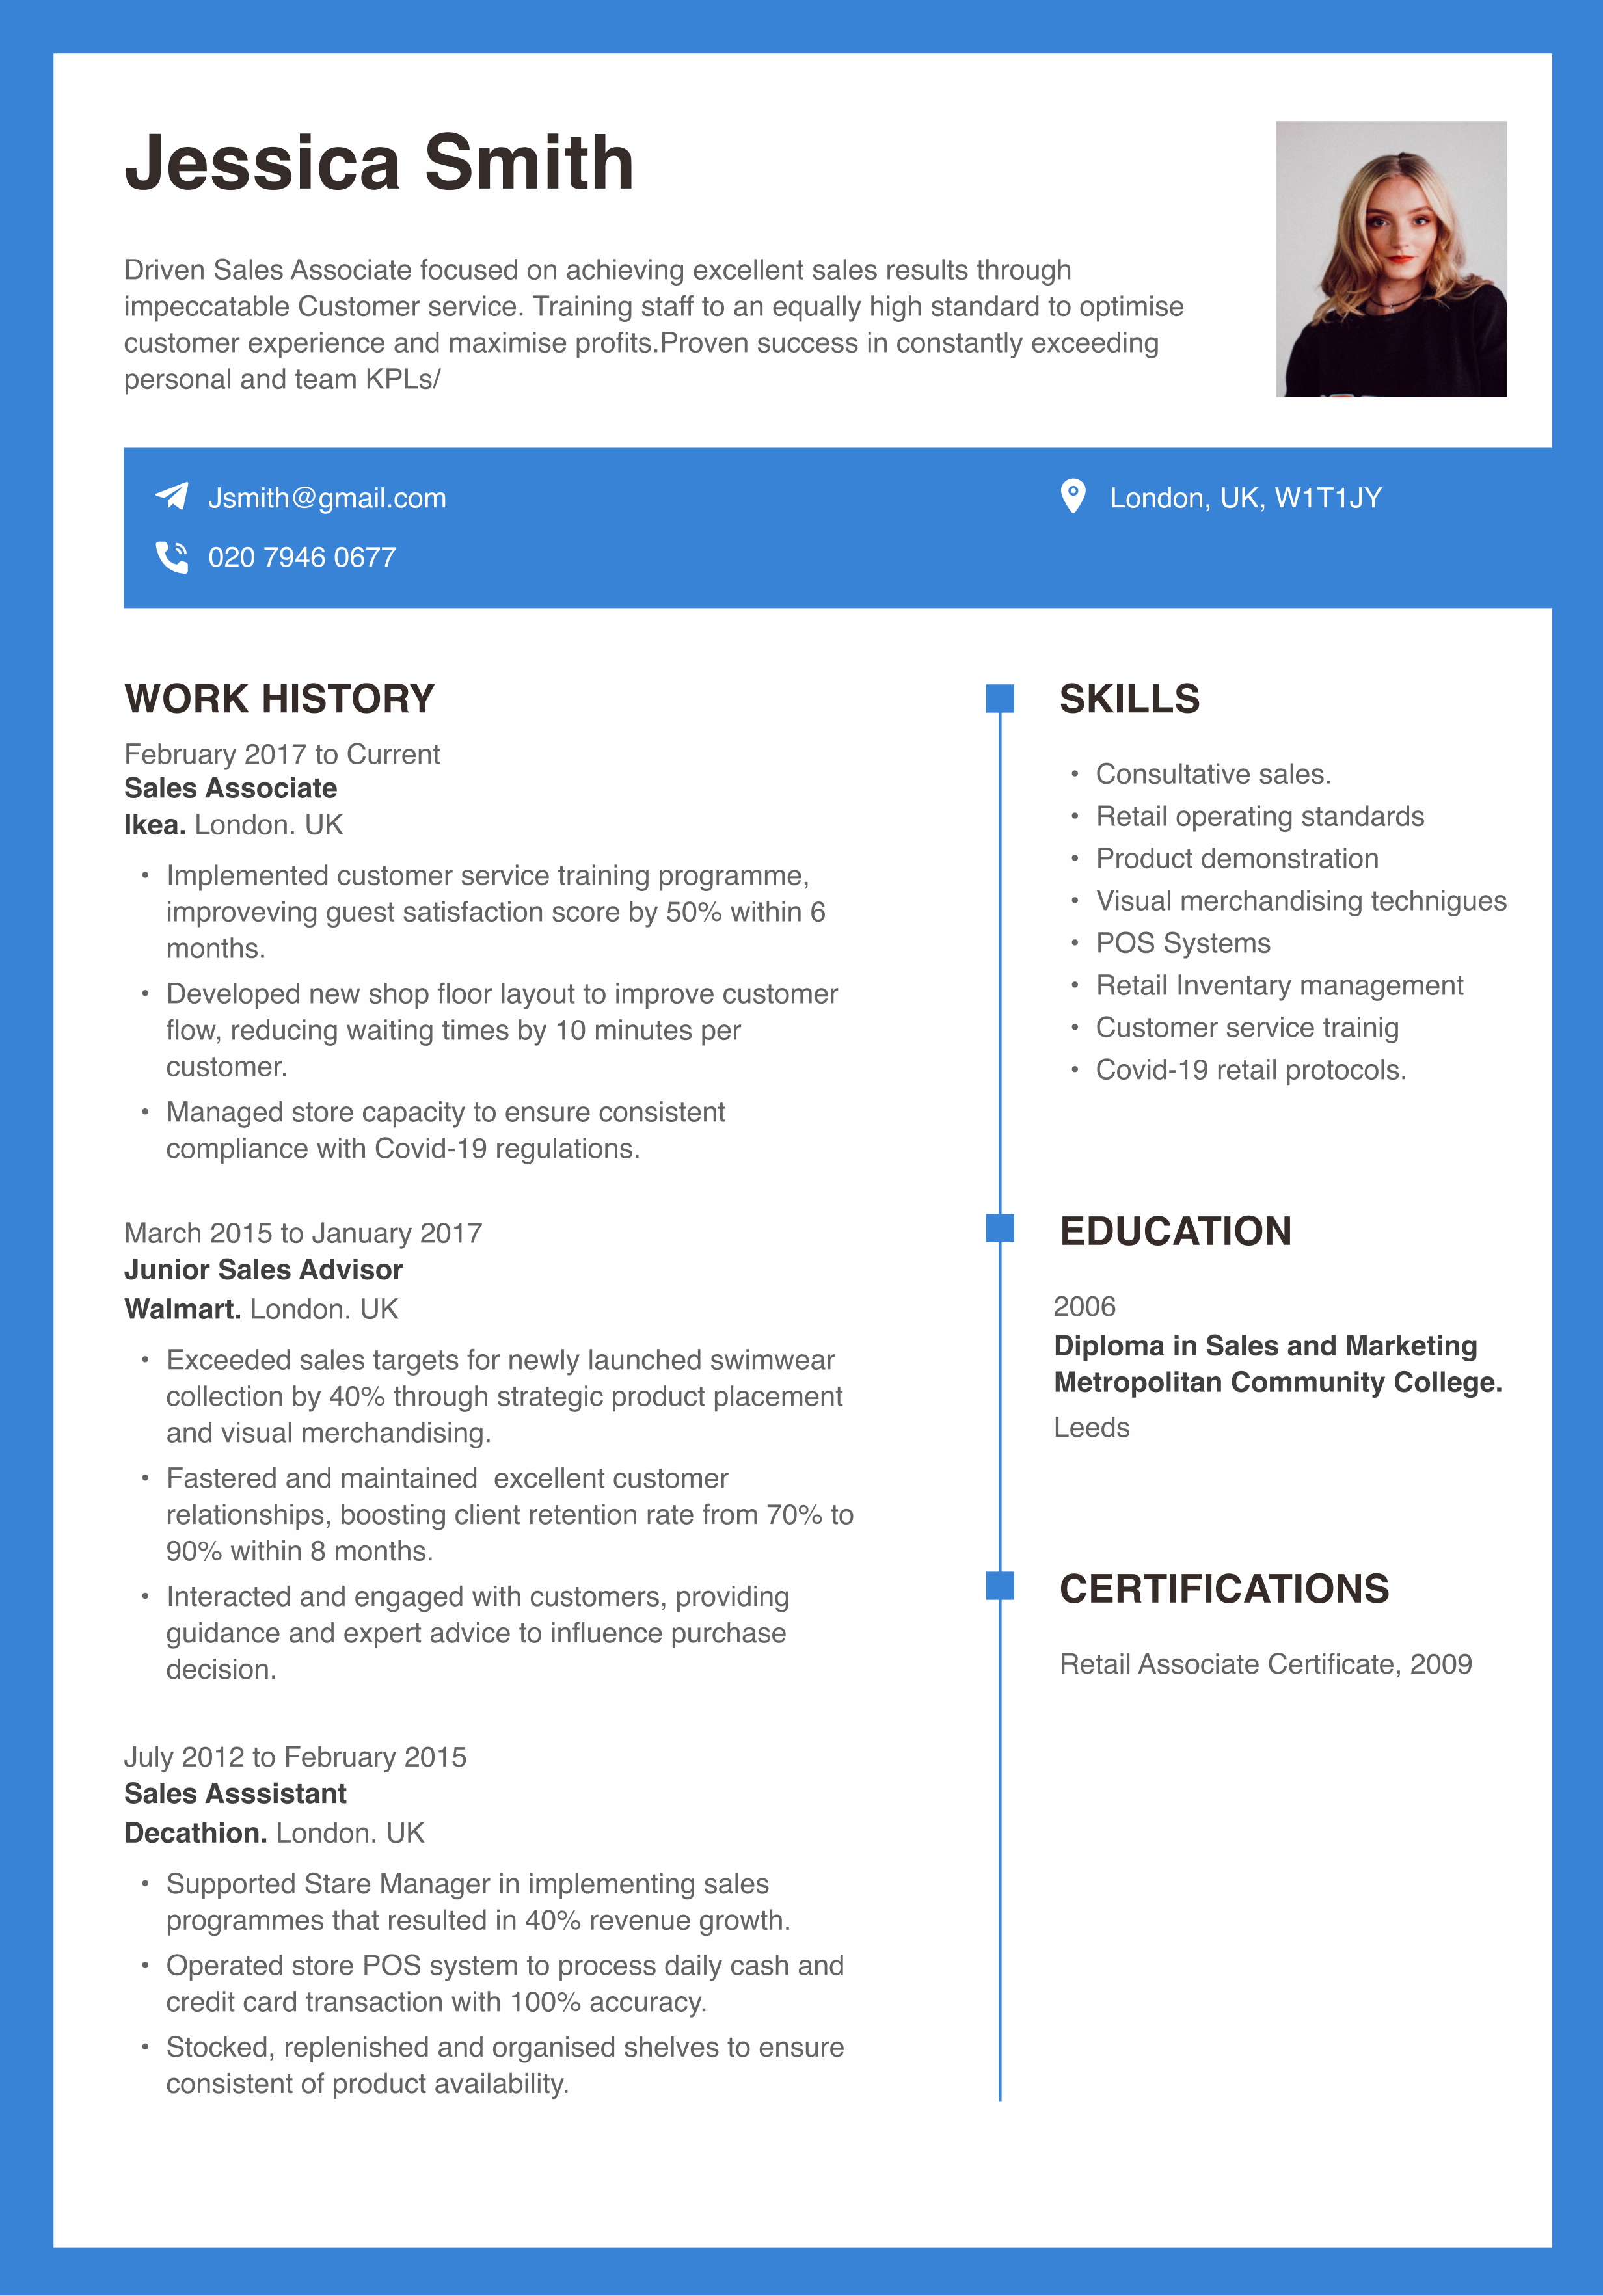 Jessica Smith
Driven Sales Associate focused on achieving excellent sales results through
impeccatable Customer service. Training staff to an equally high standard to optimise
customer experience and maximise profits.Proven success in constantly exceeding
personal and team KPLs/
Jsmith@gmail.com
020 7946 0677
London, UK, W1T1JY
WORK HISTORY
February 2017 to Current
Sales Associate
Ikea. London. UK
• Implemented customer service training programme,
improveving guest satisfaction score by 50% within 6
months.
• Developed new shop floor layout to improve customer
flow, reducing waiting times by 10 minutes per
customer.
• Managed store capacity to ensure consistent
compliance with Covid-19 regulations.
March 2015 to January 2017
Junior Sales Advisor
Walmart. London. UK
• Exceeded sales targets for newly launched swimwear
collection by 40% through strategic product placement
and visual merchandising.
• Fastered and maintained  excellent customer
relationships, boosting client retention rate from 70% to
90% within 8 months.
• Interacted and engaged with customers, providing
guidance and expert advice to influence purchase
decision.
July 2012 to February 2015
Sales Asssistant
Decathion. London. UK
• Supported Stare Manager in implementing sales
programmes that resulted in 40% revenue growth.
• Operated store POS system to process daily cash and
credit card transaction with 100% accuracy.
• Stocked, replenished and organised shelves to ensure
consistent of product availability.
SKILLS
• Consultative sales.
• Retail operating standards
• Product demonstration
• Visual merchandising technigues
• POS Systems
• Retail Inventary management
• Customer service trainig
• Covid-19 retail protocols.
EDUCATION
2006
Diploma in Sales and Marketing
Metropolitan Community College.
Leeds
CERTIFICATIONS
Retail Associate Certificate, 2009